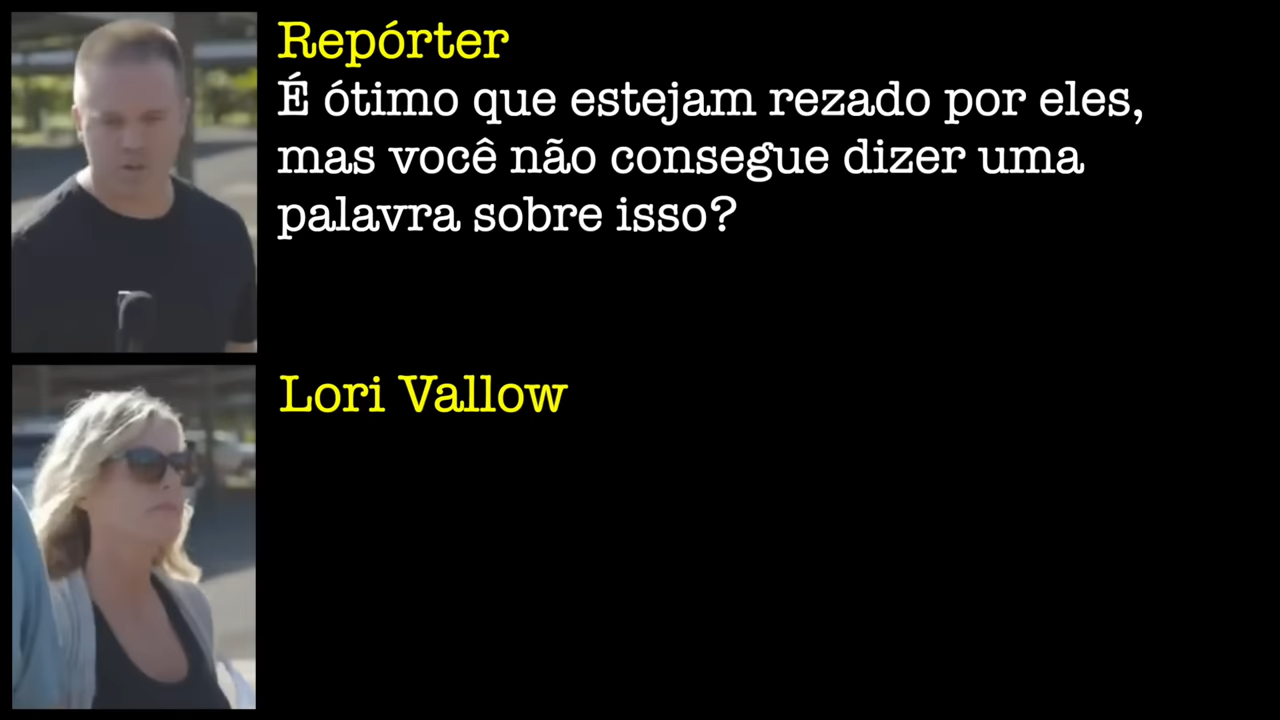 Repórter
É ótimo que estejam rezado por eles,
mas você não consegue dizer uma
palavra sobre isso?
Lori Vallow